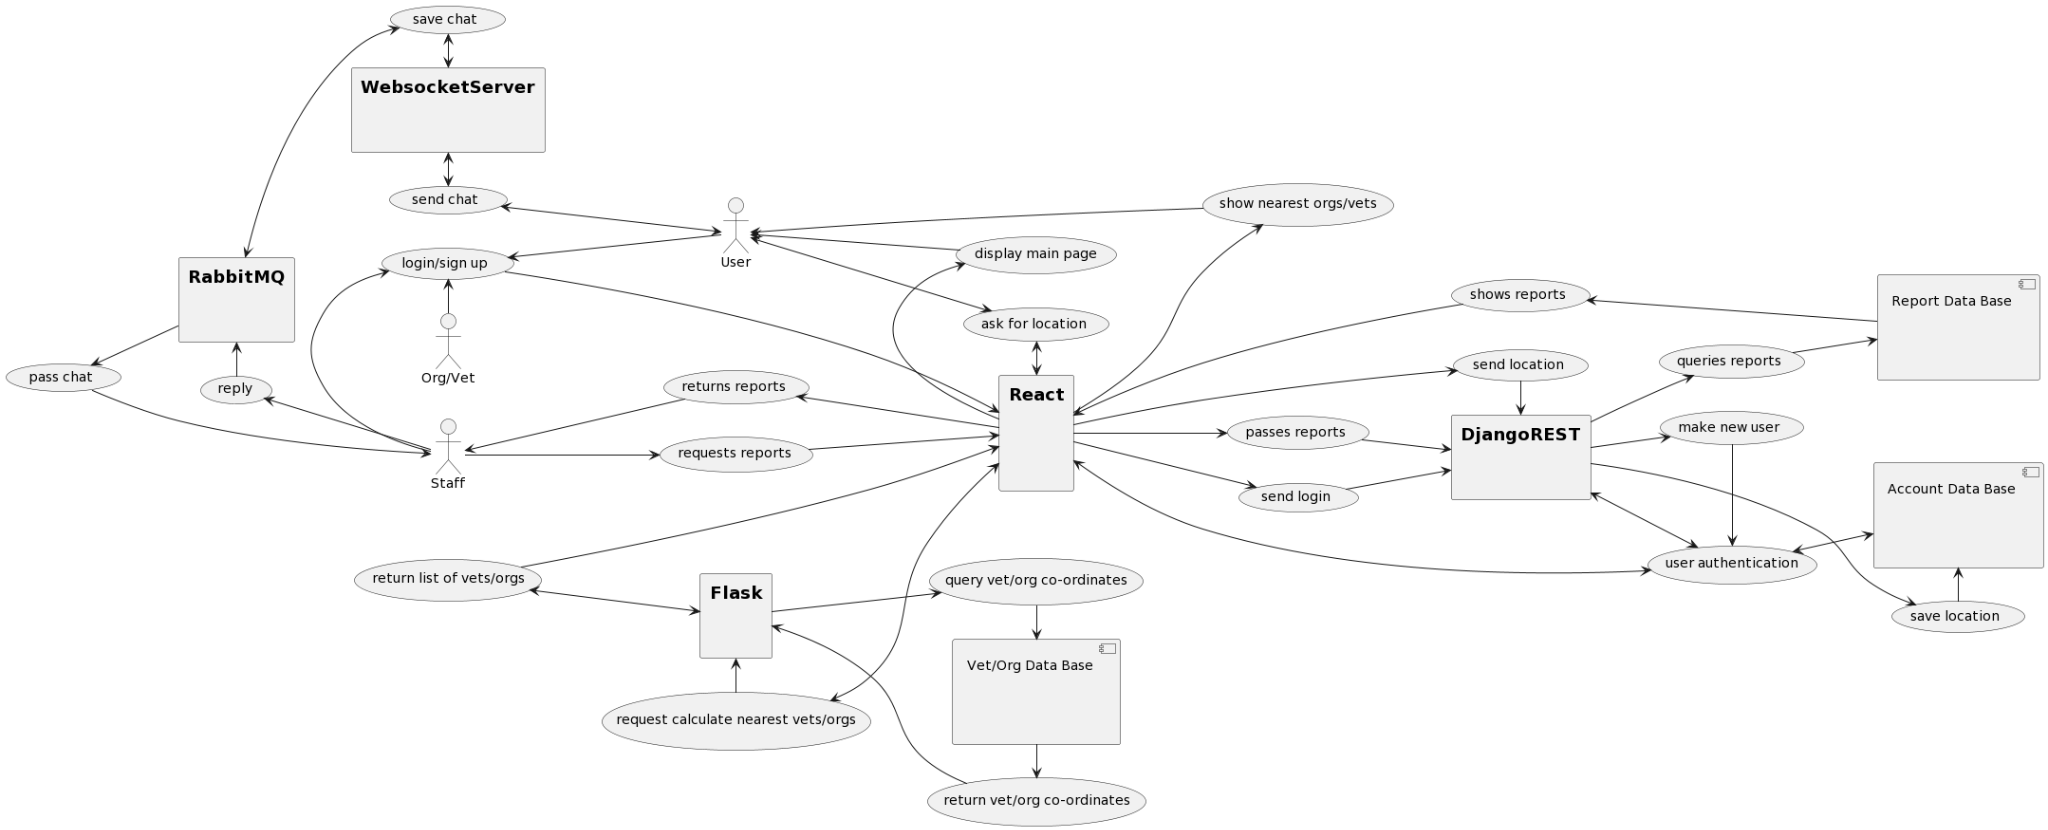 save chat
WebsocketServer
send chat
show nearest orgs/vets
display main page
login/sign up
User
RabbitMQ
shows reports
Report Data Base
ask for location
Org/Vet
pass chat
reply
returns reports
React
send location
queries reports
make new user
passes reports
DjangoREST
requests reports
Staff
send login
Account Data Base
user authentication
return list of vets/orgs
Flask
query vet/org co-ordinates
save location
Vet/Org Data Base
request calculate nearest vets/orgs
return vet/org co-ordinates